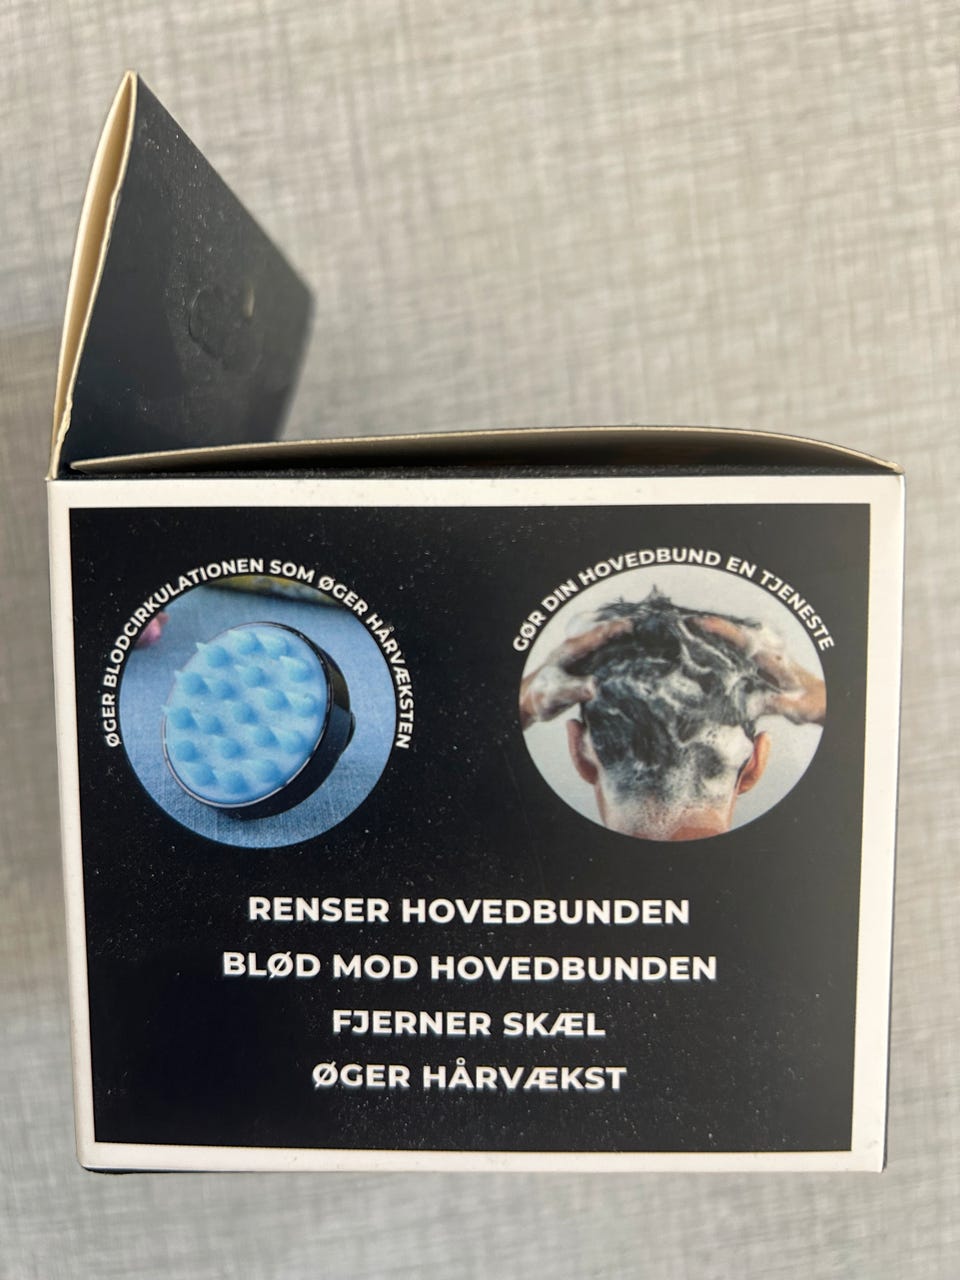 ØGER BLODCIRKULATIONEN SOM ØGER HÅRVÆKSTEN
GØR DIN HOVEDBUND EN TJENESTE
RENSER HOVEDBUNDEN
BLØD MOD HOVEDBUNDEN
FJERNER SKÆL
ØGER HÅRVÆKST